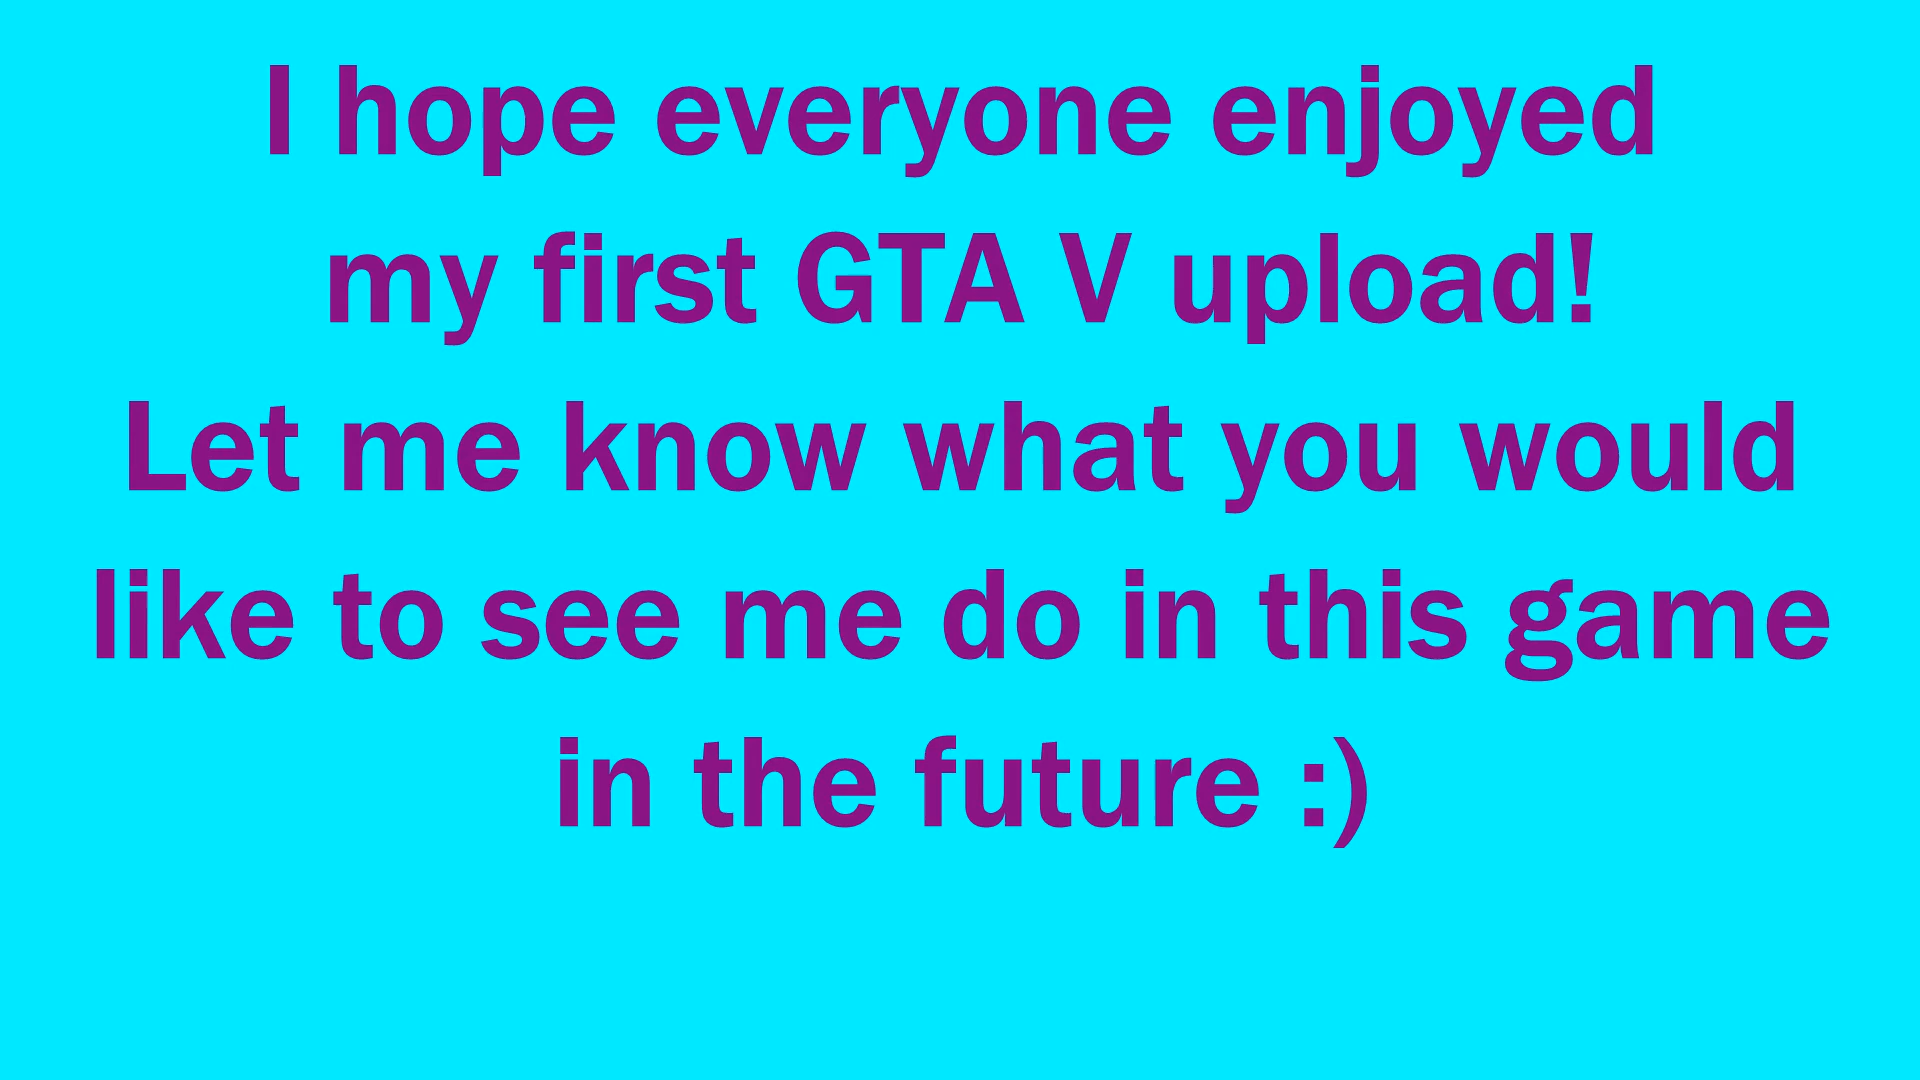 I hope everyone enjoyed
my first GTA V upload!
Let me know what you would
like to see me do in this game
in the future :)